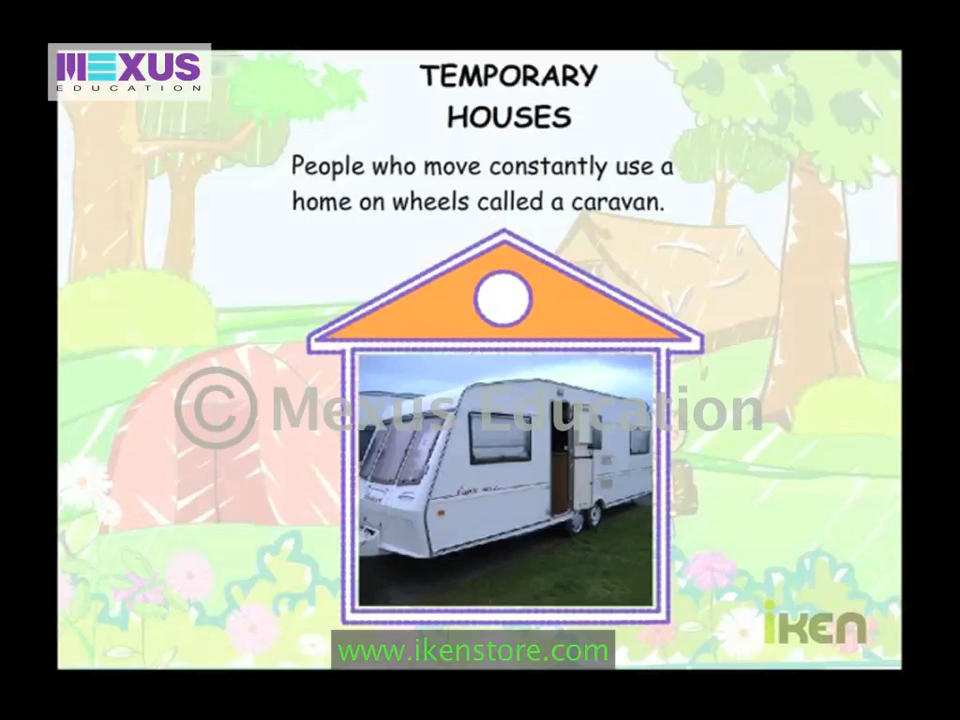 MEXUS
EDUCATION
TEMPORARY
HOUSES
People who move constantly use a
home on wheels called a caravan.
© Mexus Education
iKEN
www.ikenstore.com